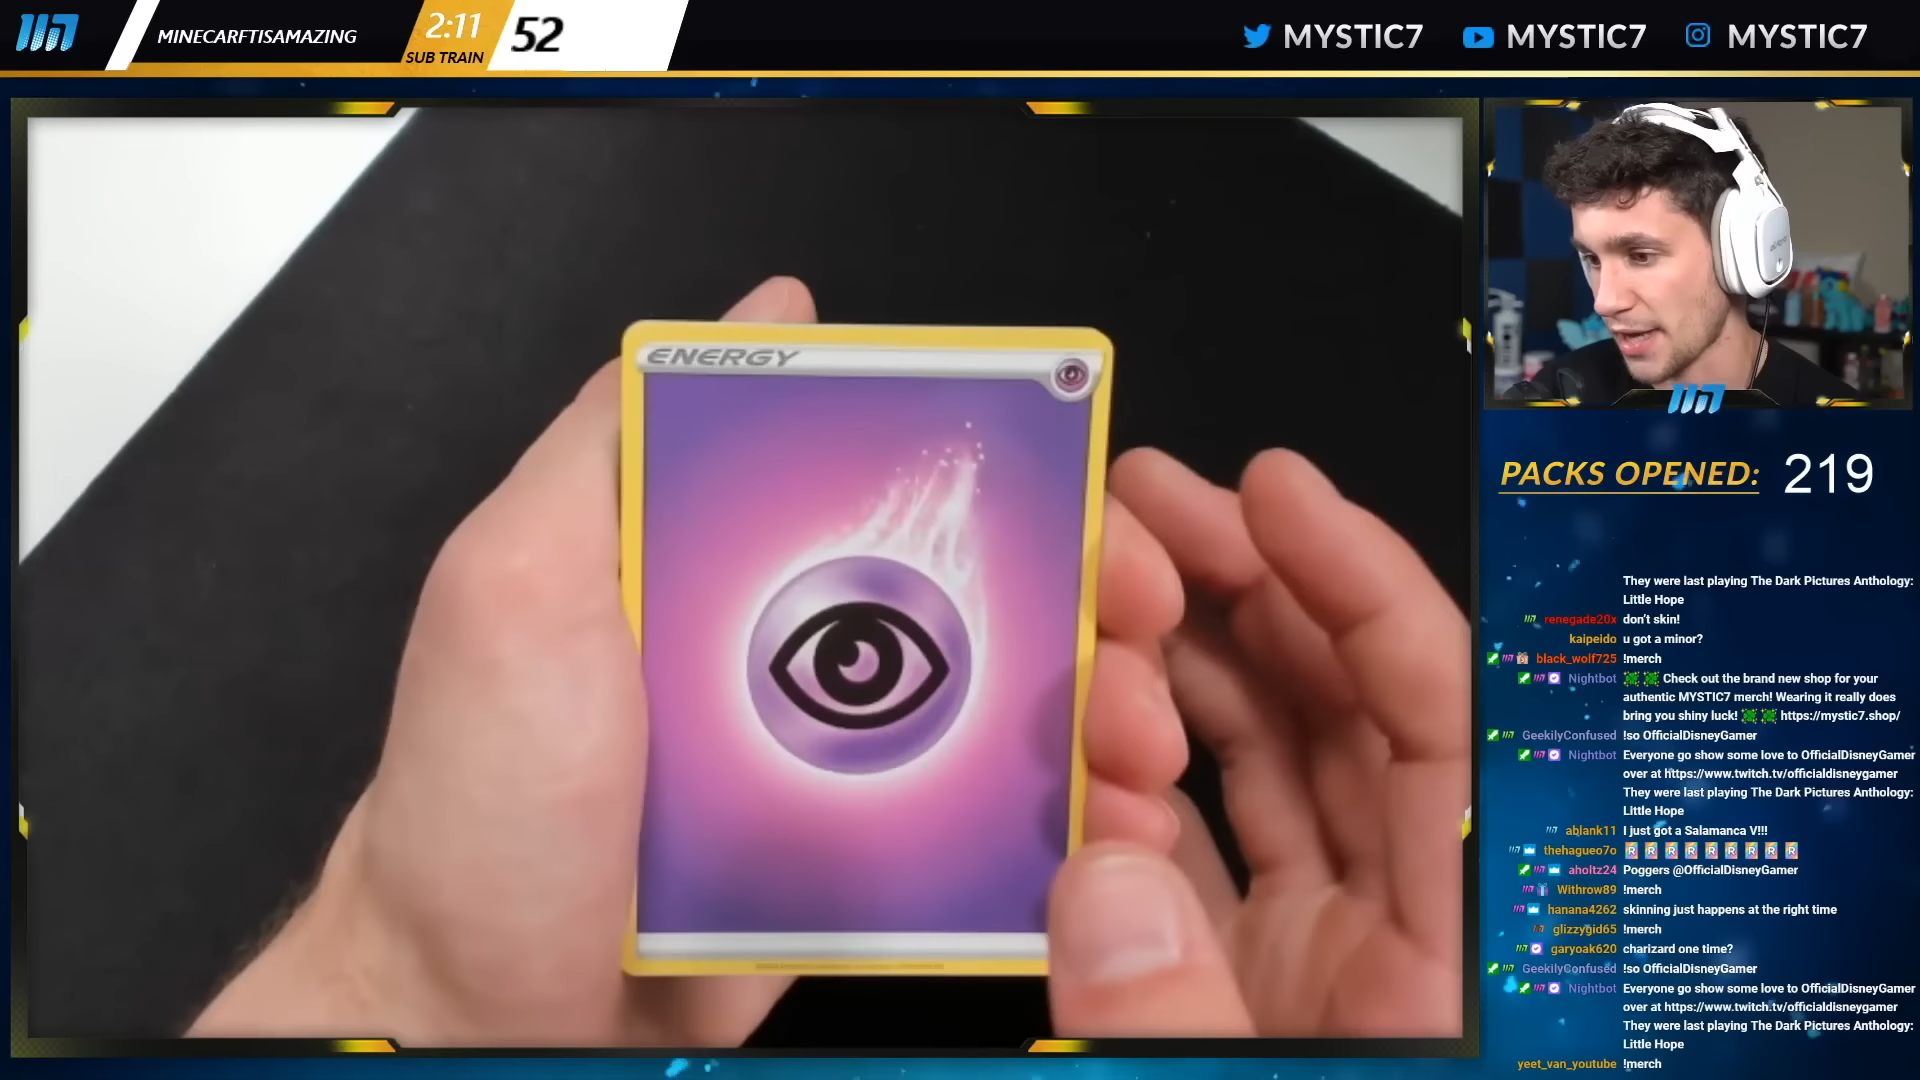 MINECARFTISAMAZING
2:11
SUB TRAIN
52
MYSTIC7
MYSTIC7
MYSTIC7
ENERGY
PACKS OPENED: 219
They were last playing The Dark Pictures Anthology:
Little Hope
renegade20x don't skin!
kaipeido u got a minor?
black_wolf725 !merch
Nightbot Check out the brand new shop for your
authentic MYSTIC7 merch! Wearing it really does
bring you shiny luck! https://mystic7.shop/
GeekilyConfused !so OfficialDisneyGamer
Nightbot Everyone go show some love to OfficialDisneyGamer
over at https://www.twitch.tv/officialdisneygamer
They were last playing The Dark Pictures Anthology:
Little Hope
ablank11 I just got a Salamanca V!!!
thehagueo7o R R R R R R R R R
aholtz24 Poggers @OfficialDisneyGamer
Withrow89 !merch
hanana4262 skinning just happens at the right time
glizzygid65 !merch
garyoak620 charizard one time?
GeekilyConfused !so OfficialDisneyGamer
Nightbot Everyone go show some love to OfficialDisneyGamer
over at https://www.twitch.tv/officialdisneygamer
They were last playing The Dark Pictures Anthology:
Little Hope
yeet_van_youtube !merch